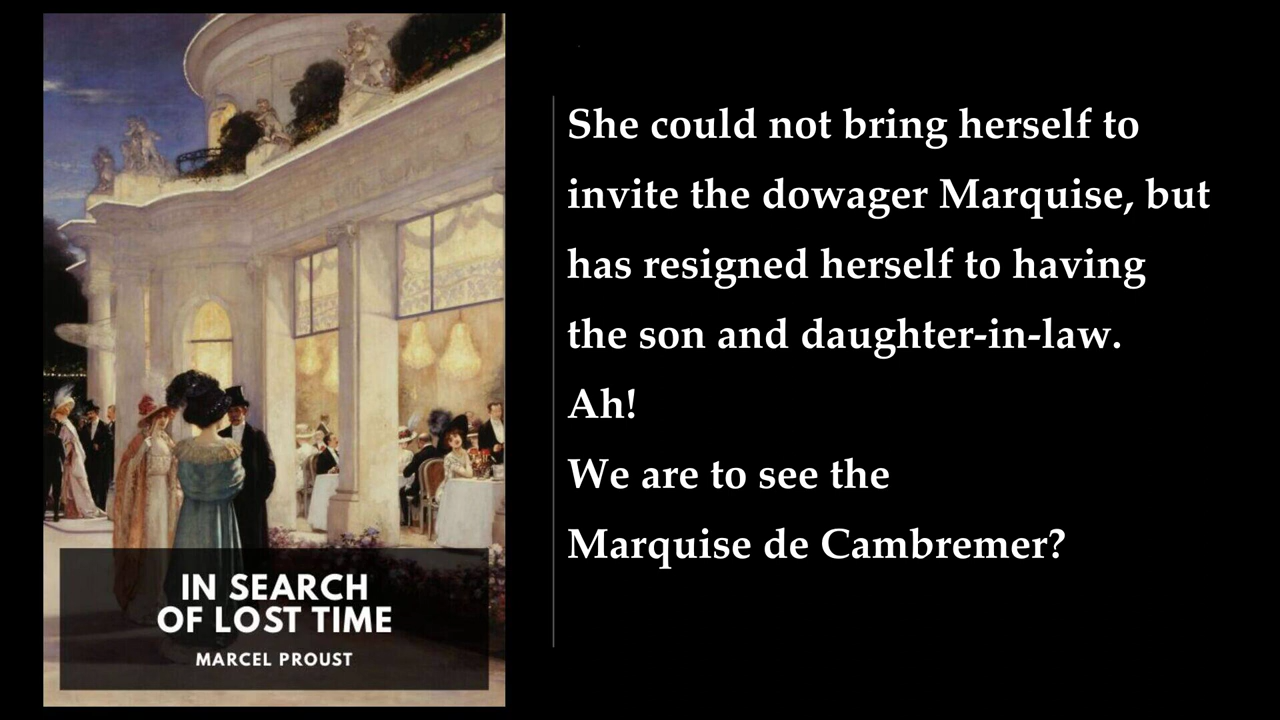 She could not bring herself to
invite the dowager Marquise, but
has resigned herself to having
the son and daughter-in-law.
Ah!
We are to see the
Marquise de Cambremer?
IN SEARCH
OF LOST TIME
MARCEL PROUST